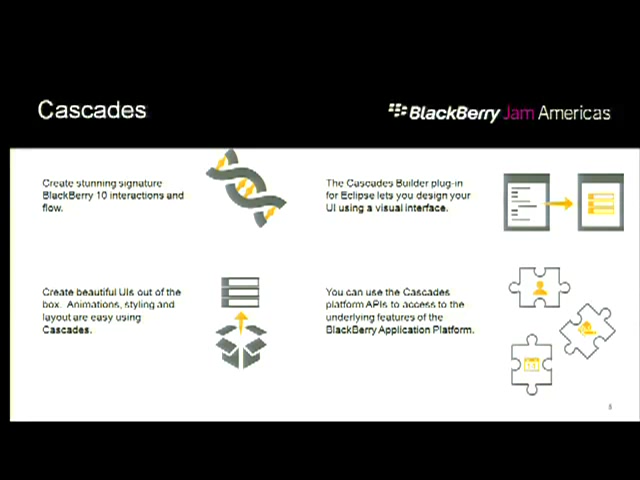 Cascades
BlackBerry Jam Americas
Create stunning signature
BlackBerry 10 interactions and
flow.
The Cascades Builder plug-in
for Eclipse lets you design your
UI using a visual interface.
Create beautiful UIs out of the
box. Animations, styling and
layout are easy using
Cascades.
You can use the Cascades
platform APIs to access to the
underlying features of the
BlackBerry Application Platform.